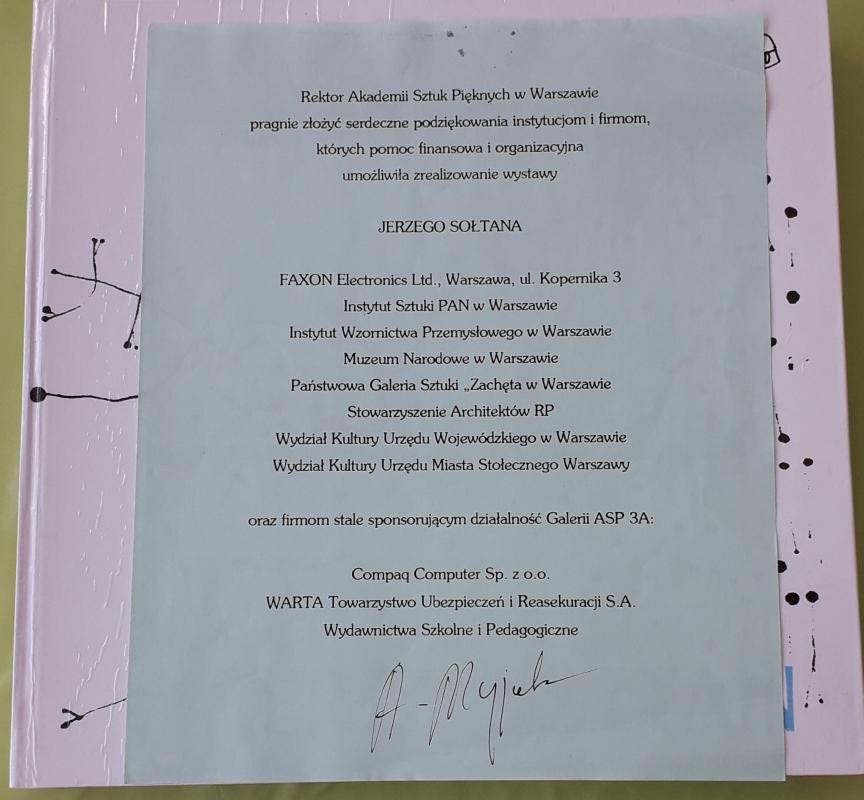 Rektor Akademii Sztuk Pięknych w Warszawie
pragnie złożyć serdeczne podziękowania instytucjom i firmom,
których pomoc finansowa i organizacyjna
umożliwiła zrealizowanie wystawy
JERZEGO SOŁTANA
FAXON Electronics Ltd., Warszawa, ul. Kopernika 3
Instytut Sztuki PAN w Warszawie
Instytut Wzornictwa Przemysłowego w Warszawie
Muzeum Narodowe w Warszawie
Państwowa Galeria Sztuki „Zachęta w Warszawie
Stowarzyszenie Architektów RP
Wydział Kultury Urzędu Wojewódzkiego w Warszawie
Wydział Kultury Urzędu Miasta Stołecznego Warszawy
oraz firmom stale sponsorującym działalność Galerii ASP 3A:
Compaq Computer Sp. z o.o.
WARTA Towarzystwo Ubezpieczeń i Reasekuracji S.A.
Wydawnictwa Szkolne i Pedagogiczne